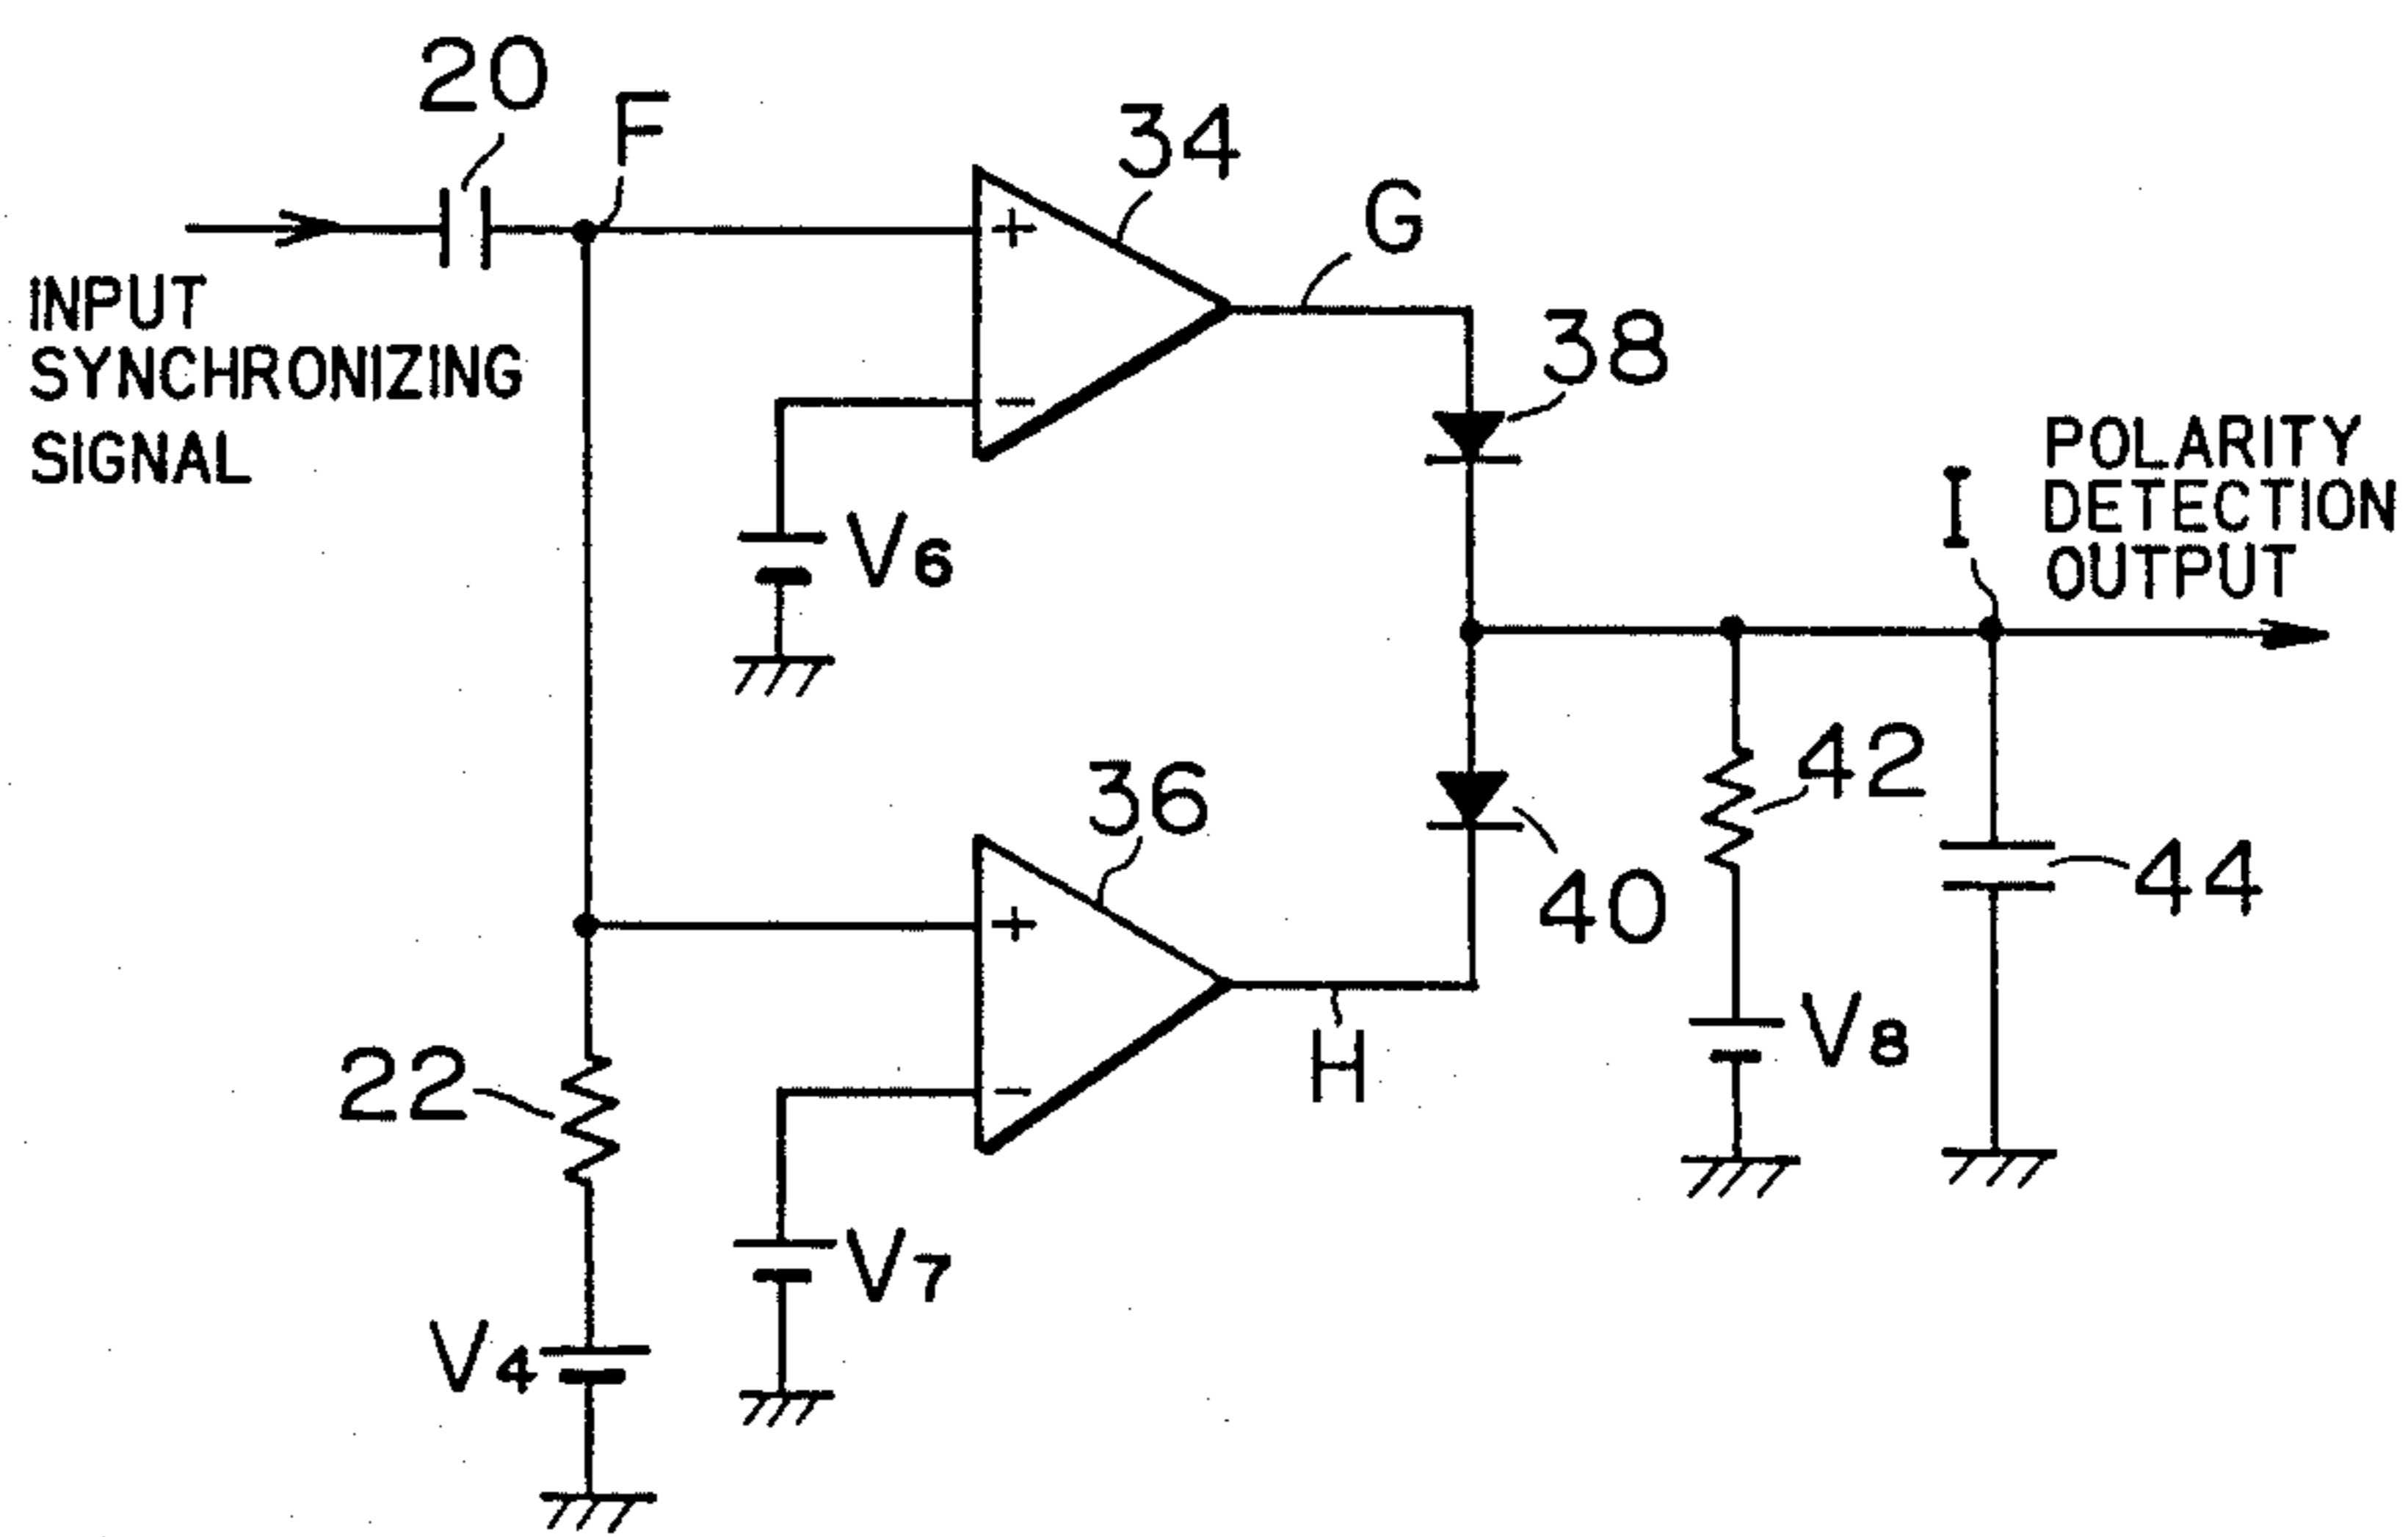 20
F
34
G
INPUT
SYNCHRONIZING
SIGNAL
+
−
38
V6
I
POLARITY
DETECTION
OUTPUT
36
42
+
−
40
44
22
H
V8
V7
V4